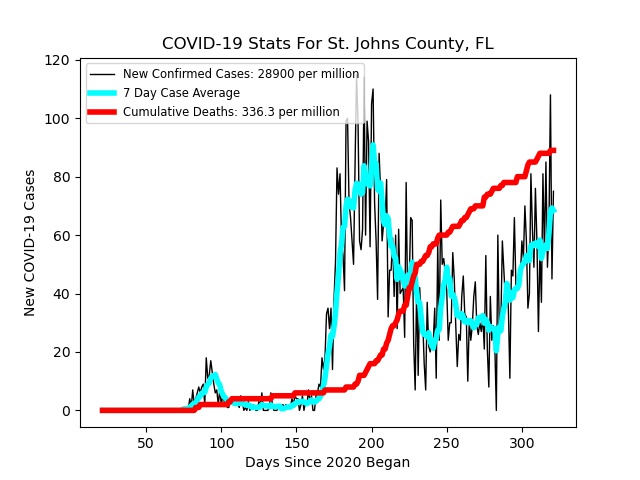 COVID-19 Stats For St. Johns County, FL
New Confirmed Cases: 28900 per million
7 Day Case Average
Cumulative Deaths: 336.3 per million
New COVID-19 Cases
120
100
80
60
40
20
0
50 100 150 200 250 300
Days Since 2020 Began